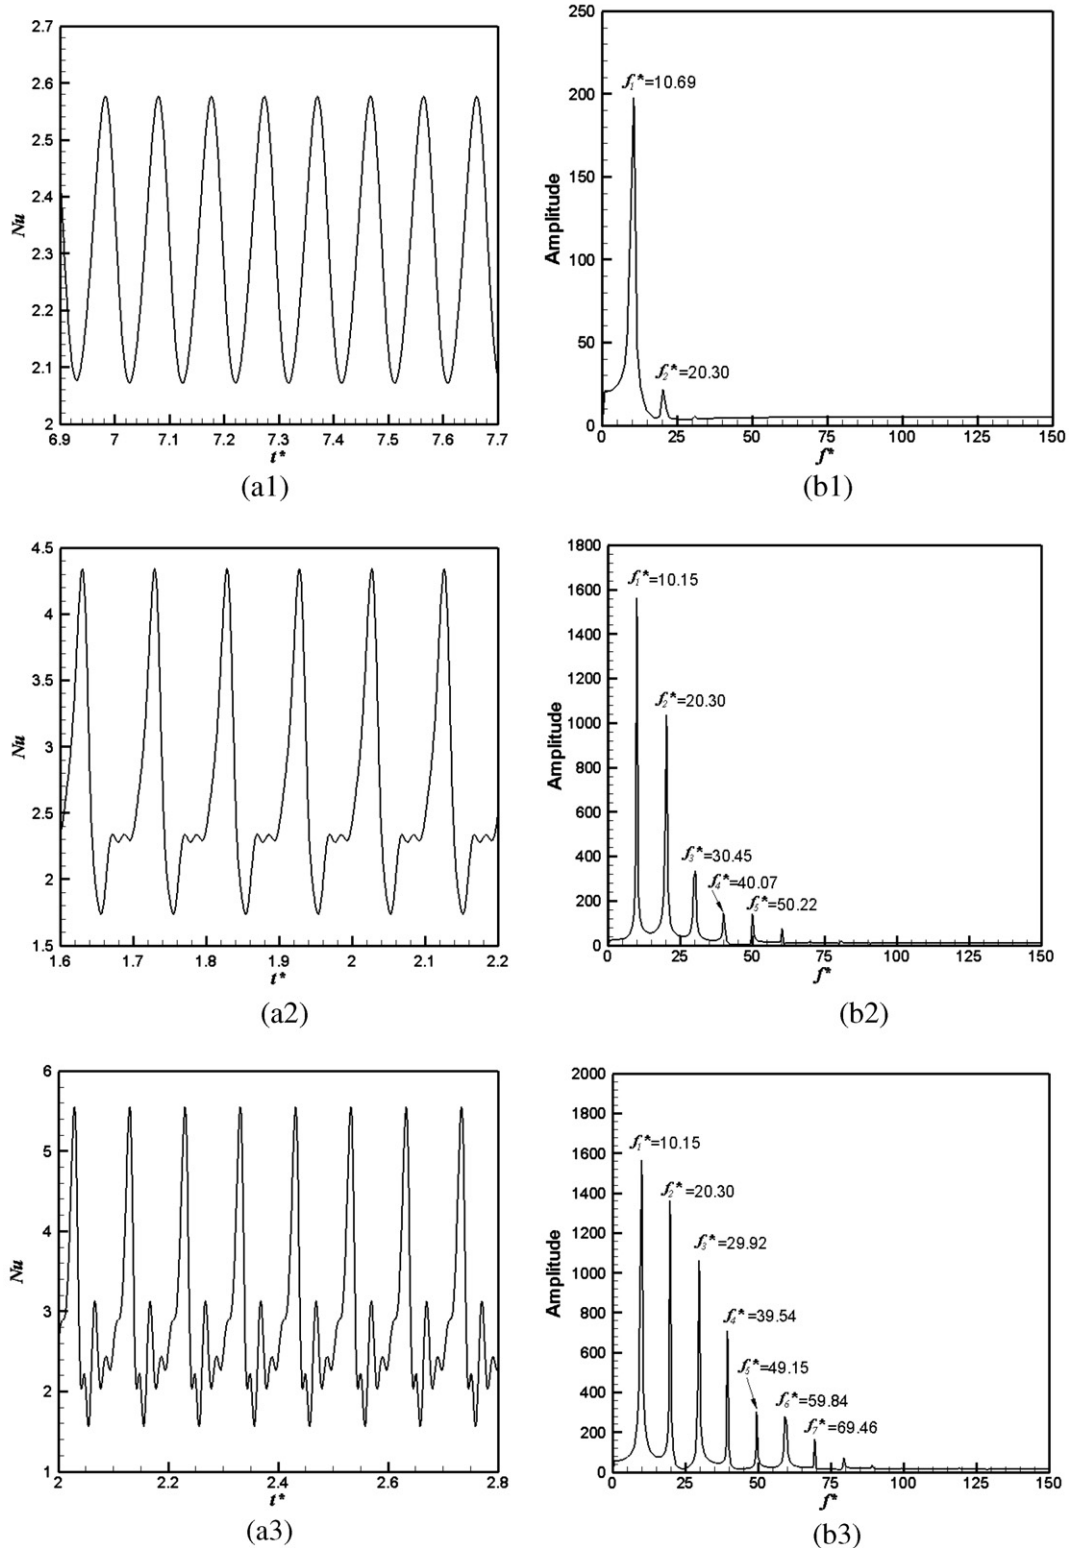 2.7
2.6
2.5
2.4
2.3
2.2
2.1
2
Nu
6.9 7 7.1 7.2 7.3 7.4 7.5 7.6 7.7
t*
(a1)
250
200
150
100
50
0
Amplitude
f1*=10.69
f2*=20.30
0 25 50 75 100 125 150
f*
(b1)
4.5
4
3.5
3
2.5
2
1.5
Nu
1.6 1.7 1.8 1.9 2 2.1 2.2
t*
(a2)
1800
1600
1400
1200
1000
800
600
400
200
0
Amplitude
f1*=10.15
f2*=20.30
f3*=30.45
f4*=40.07
f5*=50.22
0 25 50 75 100 125 150
f*
(b2)
6
5
4
3
2
1
Nu
2 2.2 2.4 2.6 2.8
t*
(a3)
2000
1800
1600
1400
1200
1000
800
600
400
200
0
Amplitude
f1*=10.15
f2*=20.30
f3*=29.92
f4*=39.54
f5*=49.15
f6*=59.84
f7*=69.46
0 25 50 75 100 125 150
f*
(b3)